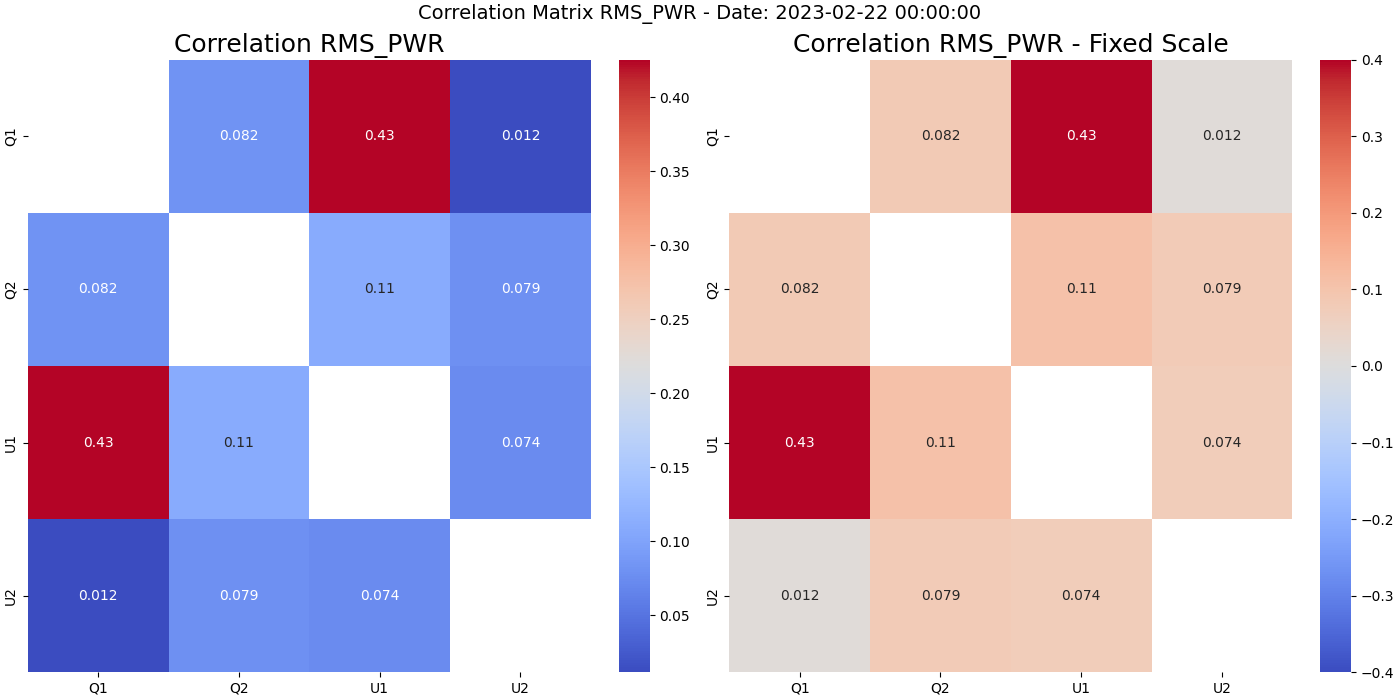 Correlation Matrix RMS_PWR - Date: 2023-02-22 00:00:00
Correlation RMS_PWR
Q1
0.082
0.43
0.012
Q2
0.082
0.11
0.079
U1
0.43
0.11
0.074
U2
0.012
0.079
0.074
Q1
Q2
U1
U2
0.40
0.35
0.30
0.25
0.20
0.15
0.10
0.05
Correlation RMS_PWR - Fixed Scale
Q1
0.082
0.43
0.012
Q2
0.082
0.11
0.079
U1
0.43
0.11
0.074
U2
0.012
0.079
0.074
Q1
Q2
U1
U2
0.4
0.3
0.2
0.1
0.0
−0.1
−0.2
−0.3
−0.4